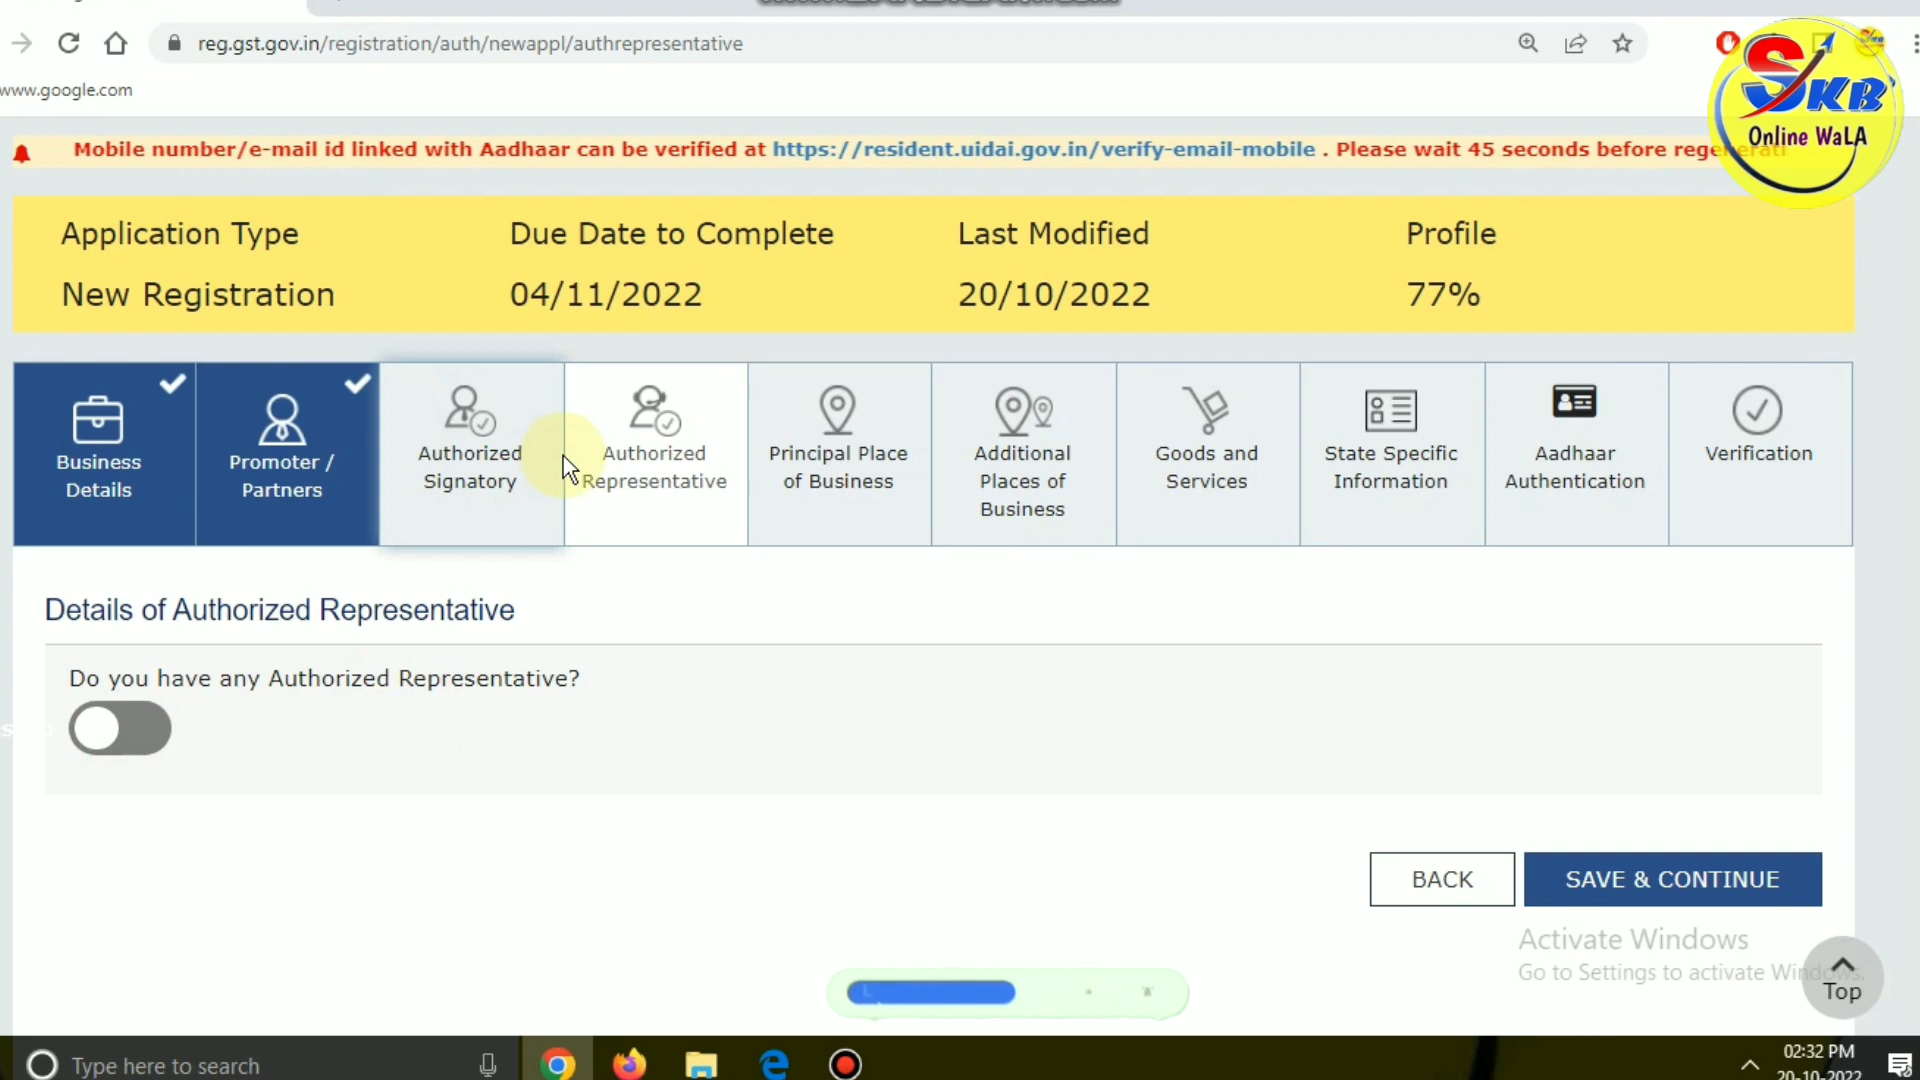 reg.gst.gov.in/registration/auth/newappl/authrepresentative
www.google.com
SKB
Online WaLA
Mobile number/e-mail id linked with Aadhaar can be verified at https://resident.uidai.gov.in/verify-email-mobile . Please wait 45 seconds before
Application Type
Due Date to Complete
Last Modified
Profile
New Registration
04/11/2022
20/10/2022
77%
Business Details
Promoter / Partners
Authorized Signatory
Authorized Representative
Principal Place of Business
Additional Places of Business
Goods and Services
State Specific Information
Aadhaar Authentication
Verification
Details of Authorized Representative
Do you have any Authorized Representative?
BACK
SAVE & CONTINUE
Activate Windows
Go to Settings to activate Windows.
Top
Type here to search
02:32 PM
20-10-2022